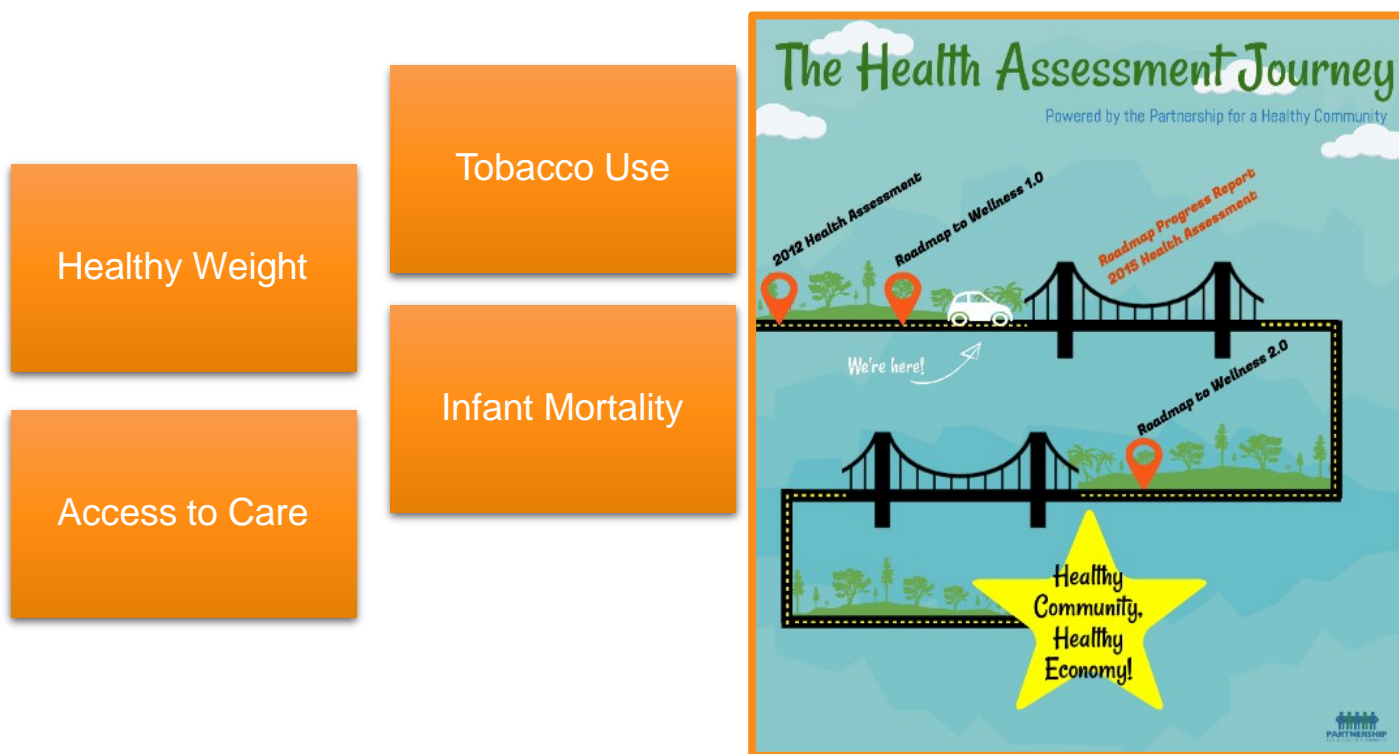 Healthy Weight
Access to Care
Tobacco Use
Infant Mortality
The Health Assessment Journey
Powered by the Partnership for a Healthy Community
2012 Health Assessment
Roadmap to Wellness 1.0
Roadmap Progress Report
2015 Health Assessment
We're here!
Roadmap to Wellness 2.0
Healthy
Community,
Healthy
Economy!
PARTNERSHIP